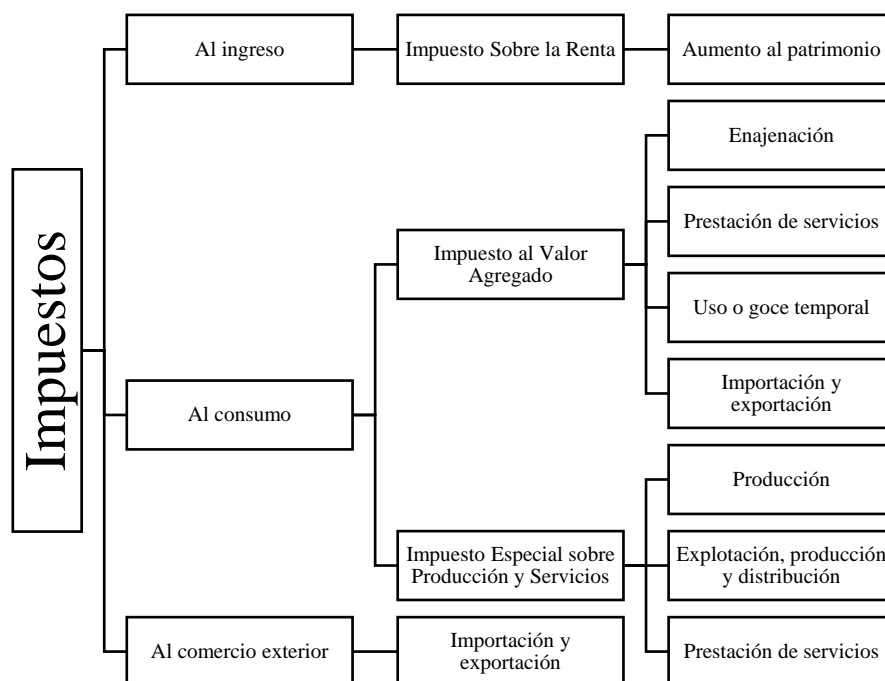 Impuestos
Al ingreso
Impuesto Sobre la Renta
Aumento al patrimonio
Al consumo
Impuesto al Valor
Agregado
Enajenación
Prestación de servicios
Uso o goce temporal
Importación y
exportación
Impuesto Especial sobre
Producción y Servicios
Producción
Explotación, producción
y distribución
Prestación de servicios
Al comercio exterior
Importación y
exportación